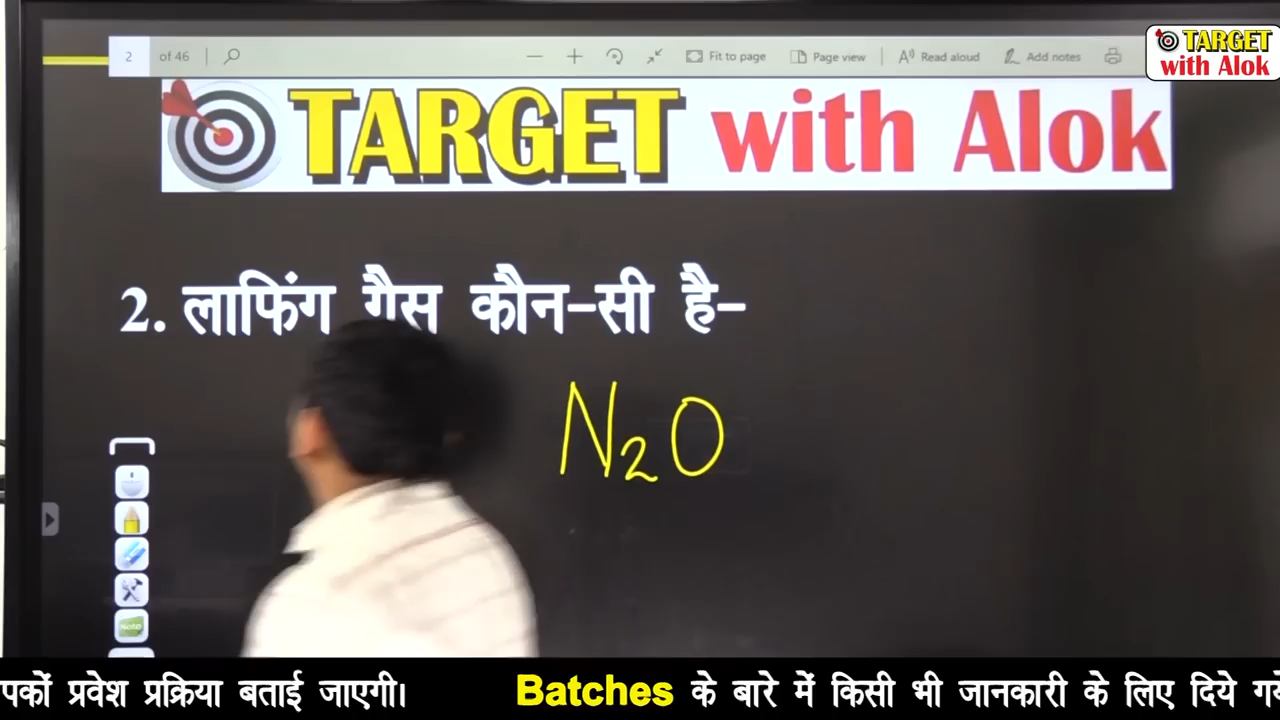 2 of 46 Fit to page Page view Read aloud Add notes
TARGET
with Alok
TARGET with Alok
2. लाफिंग गैस कौन-सी है-
N₂O
पकों प्रवेश प्रक्रिया बताई जाएगी। Batches के बारे में किसी भी जानकारी के लिए दिये